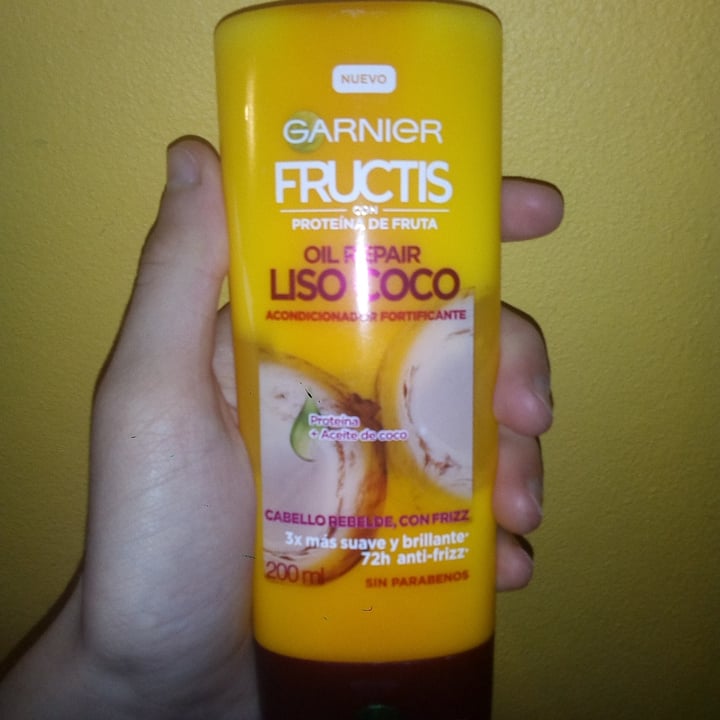 NUEVO
GARNIER
FRUCTIS
CON
PROTEÍNA DE FRUTA
OIL REPAIR
LISO COCO
ACONDICIONADOR FORTIFICANTE
Proteína
+ Aceite de coco
CABELLO REBELDE, CON FRIZZ
3x más suave y brillante*
72h anti-frizz*
200 ml
SIN PARABENOS